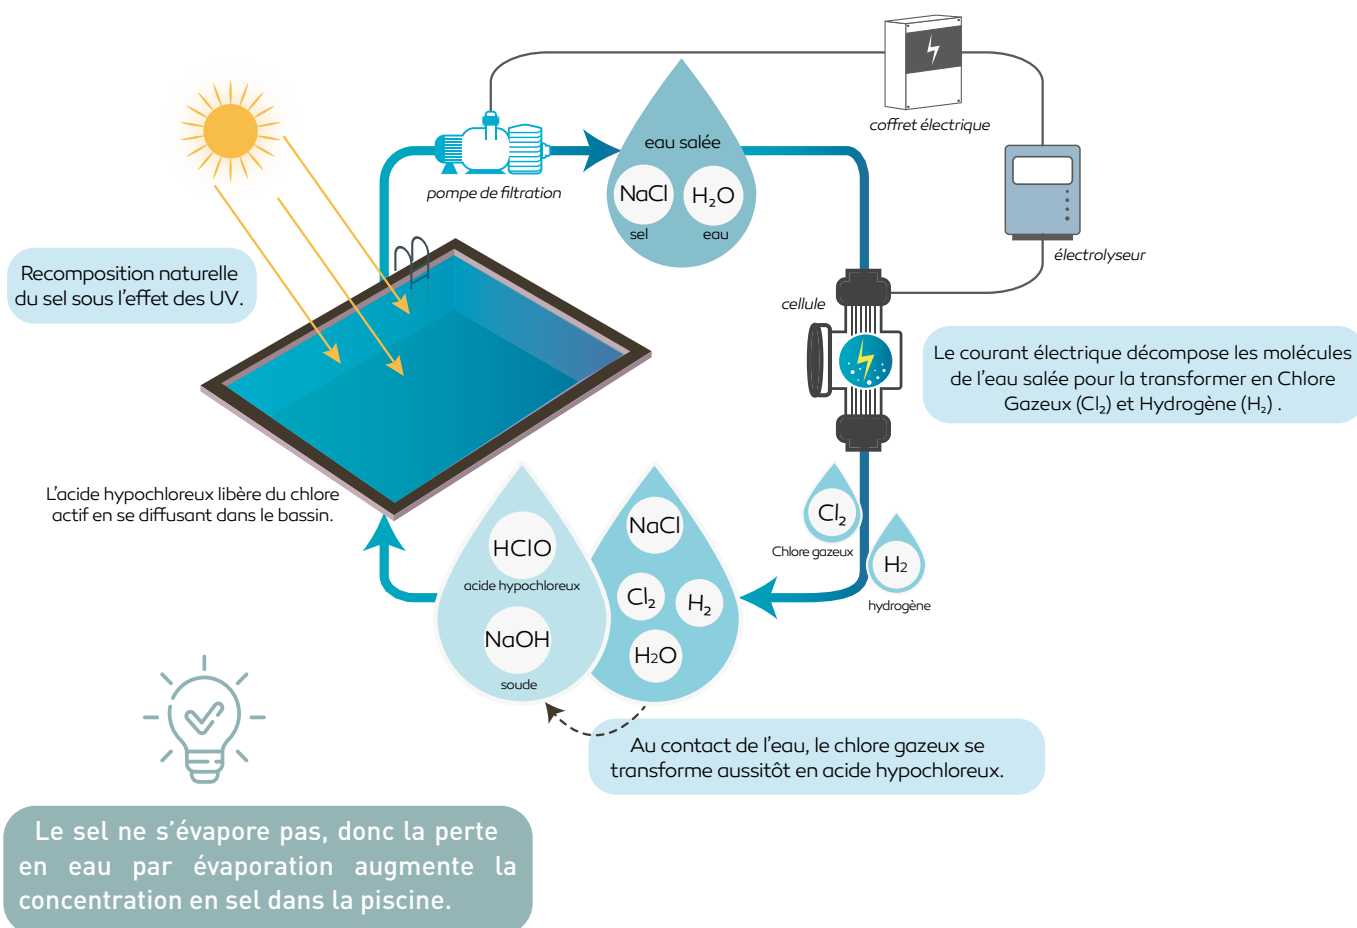 coffret électrique
eau salée
NaCl
H₂O
sel
eau
pompe de filtration
électrolyseur
Recomposition naturelle
du sel sous l'effet des UV.
cellule
Le courant électrique décompose les molécules
de l'eau salée pour la transformer en Chlore
Gazeux (Cl₂) et Hydrogène (H₂) .
L'acide hypochloreux libère du chlore
actif en se diffusant dans le bassin.
Cl₂
Chlore gazeux
H2
hydrogène
HClO
acide hypochloreux
NaOH
soude
NaCl
Cl₂
H₂
H2O
Au contact de l'eau, le chlore gazeux se
transforme aussitôt en acide hypochloreux.
Le sel ne s'évapore pas, donc la perte
en eau par évaporation augmente la
concentration en sel dans la piscine.